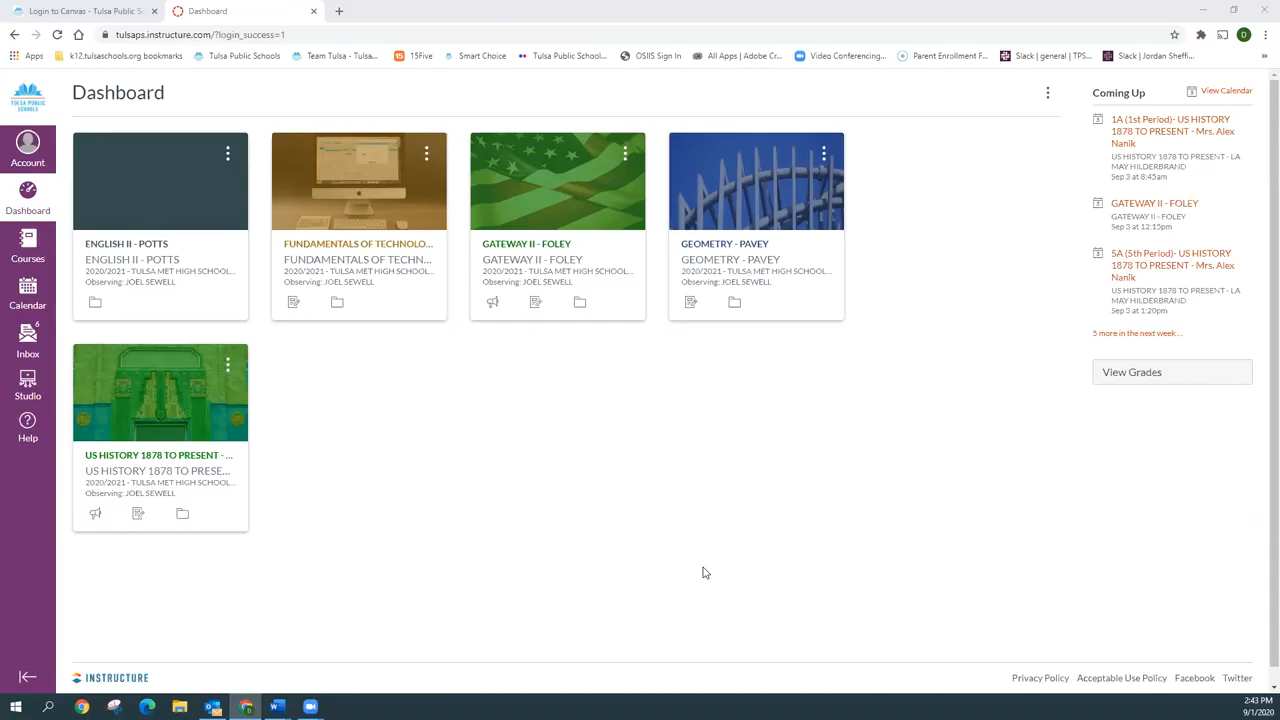 Login to Canvas - Tulsa Public S
Dashboard
tulsaps.instructure.com/?login_success=1
D
Apps
k12.tulsaschools.org bookmarks
Tulsa Public Schools
Team Tulsa - Tulsa...
15
15Five
Smart Choice
Tulsa Public School...
OSIIS Sign In
All Apps | Adobe Cr...
Video Conferencing...
Parent Enrollment F...
Slack | general | TPS...
Slack | Jordan Sheffi...
TULSA PUBLIC
SCHOOLS
Account
Dashboard
Courses
Calendar
6
Inbox
Studio
Help
Dashboard
ENGLISH II - POTTS
ENGLISH II - POTTS
2020/2021 - TULSA MET HIGH SCHOOL...
Observing: JOEL SEWELL
FUNDAMENTALS OF TECHNOLO...
FUNDAMENTALS OF TECHN...
2020/2021 - TULSA MET HIGH SCHOOL...
Observing: JOEL SEWELL
GATEWAY II - FOLEY
GATEWAY II - FOLEY
2020/2021 - TULSA MET HIGH SCHOOL...
Observing: JOEL SEWELL
GEOMETRY - PAVEY
GEOMETRY - PAVEY
2020/2021 - TULSA MET HIGH SCHOOL...
Observing: JOEL SEWELL
US HISTORY 1878 TO PRESENT - ...
US HISTORY 1878 TO PRESE...
2020/2021 - TULSA MET HIGH SCHOOL...
Observing: JOEL SEWELL
Coming Up
View Calendar
1A (1st Period)- US HISTORY
1878 TO PRESENT - Mrs. Alex
Nanik
US HISTORY 1878 TO PRESENT - LA
MAY HILDERBRAND
Sep 3 at 8:45am
GATEWAY II - FOLEY
GATEWAY II - FOLEY
Sep 3 at 12:15pm
5A (5th Period)- US HISTORY
1878 TO PRESENT - Mrs. Alex
Nanik
US HISTORY 1878 TO PRESENT - LA
MAY HILDERBRAND
Sep 3 at 1:20pm
5 more in the next week ...
View Grades
INSTRUCTURE
Privacy Policy
Acceptable Use Policy
Facebook
Twitter
2:43 PM
9/1/2020